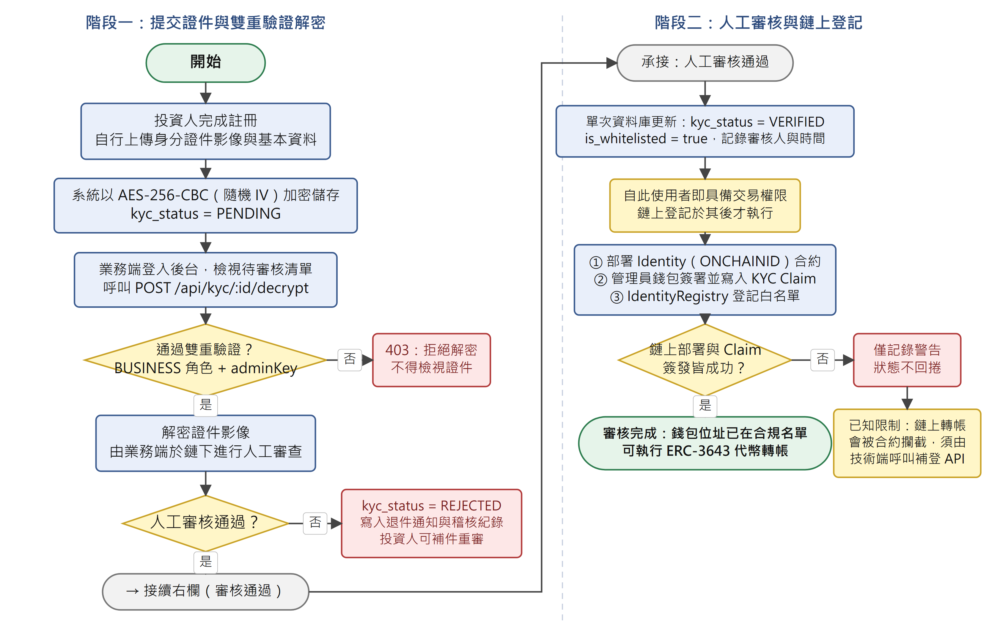 階段一：提交證件與雙重驗證解密
開始
投資人完成註冊
自行上傳身分證件影像與基本資料
系統以 AES-256-CBC（隨機 IV）加密儲存
kyc_status = PENDING
業務端登入後台，檢視待審核清單
呼叫 POST /api/kyc/:id/decrypt
通過雙重驗證？
BUSINESS 角色 + adminKey
否
403：拒絕解密
不得檢視證件
是
解密證件影像
由業務端於鏈下進行人工審查
人工審核通過？
否
kyc_status = REJECTED
寫入退件通知與稽核紀錄
投資人可補件重審
是
→ 接續右欄（審核通過）
階段二：人工審核與鏈上登記
承接：人工審核通過
單次資料庫更新：kyc_status = VERIFIED
is_whitelisted = true，記錄審核人與時間
自此使用者即具備交易權限
鏈上登記於其後才執行
① 部署 Identity（ONCHAINID）合約
② 管理員錢包簽署並寫入 KYC Claim
③ IdentityRegistry 登記白名單
鏈上部署與 Claim
簽發皆成功？
否
僅記錄警告
狀態不回捲
是
審核完成：錢包位址已在合規名單
可執行 ERC-3643 代幣轉帳
已知限制：鏈上轉帳
會被合約攔截，須由
技術端呼叫補登 API